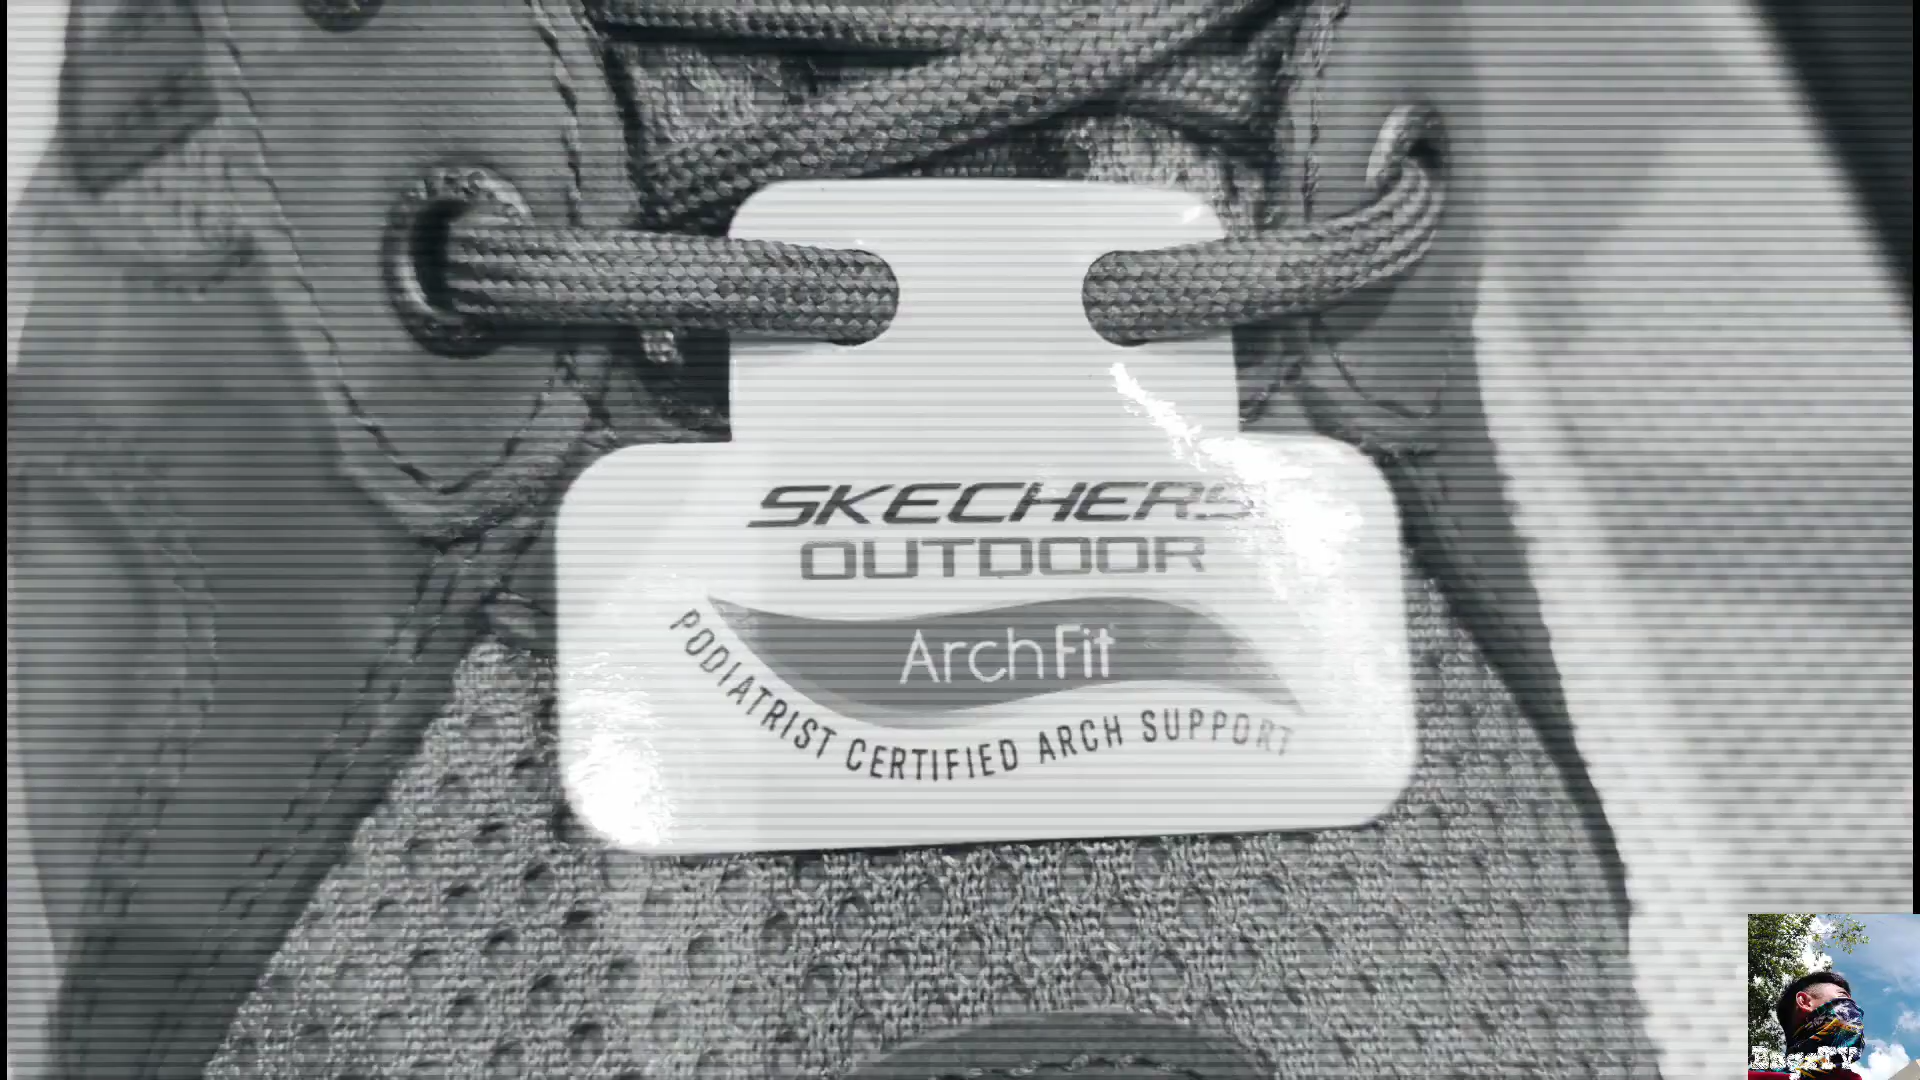 SKECHERS
OUTDOOR
ArchFit
PODIATRIST CERTIFIED ARCH SUPPORT